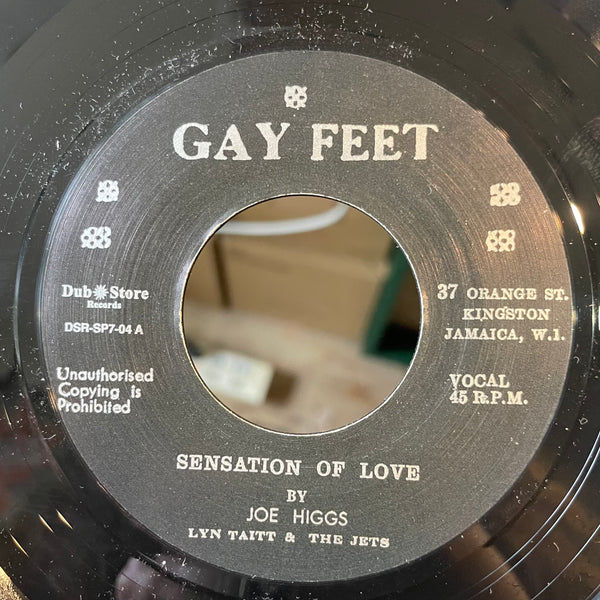 GAY FEET
Dub Store
Records
DSR-SP7-04 A
Unauthorised
Copying is
Prohibited
37 ORANGE ST.
KINGSTON
JAMAICA, W.1.
VOCAL
45 R.P.M.
SENSATION OF LOVE
BY
JOE HIGGS
LYN TAITT & THE JETS